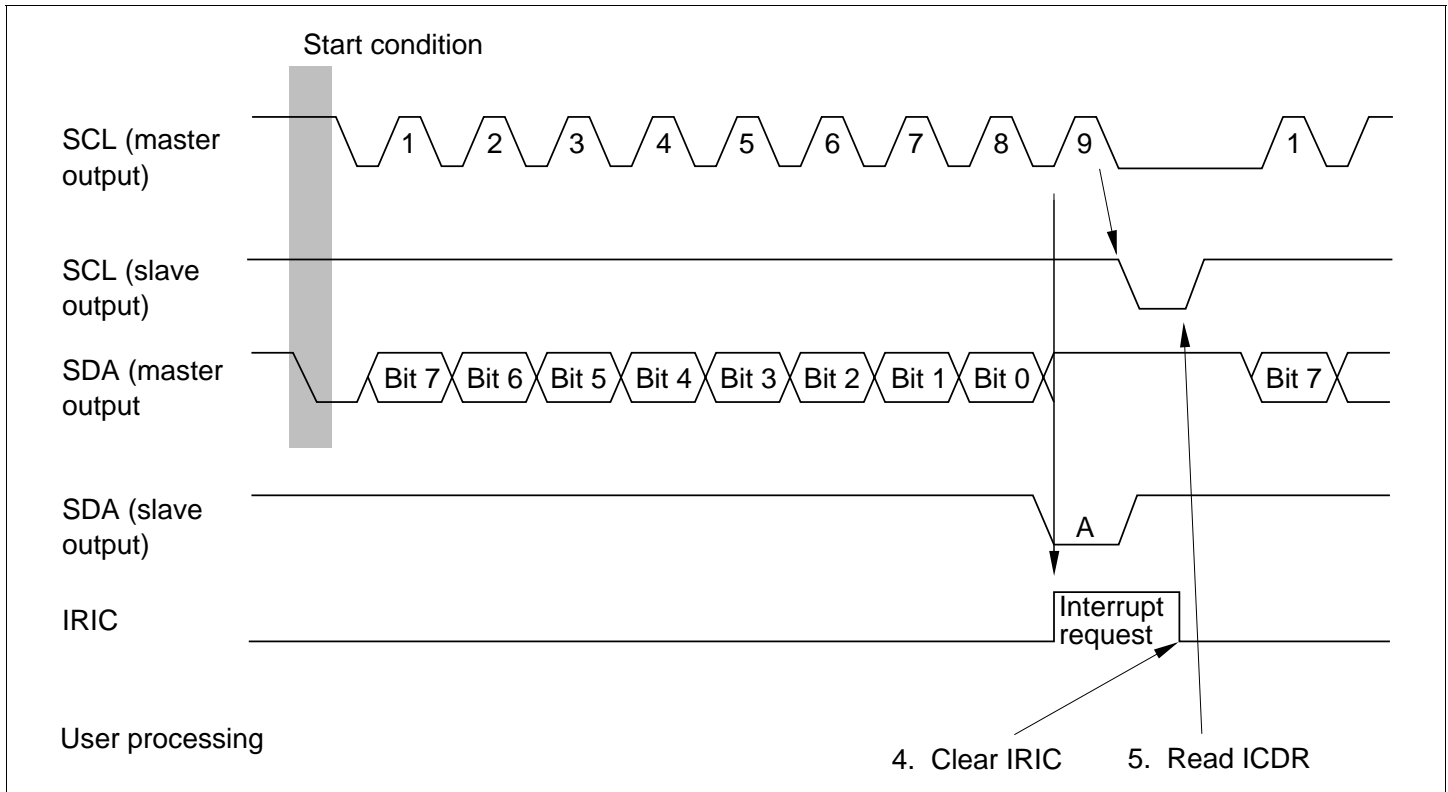 Start condition
SCL (master
output)
1 2 3 4 5 6 7 8 9 1
SCL (slave
output)
SDA (master
output
Bit 7 Bit 6 Bit 5 Bit 4 Bit 3 Bit 2 Bit 1 Bit 0 Bit 7
SDA (slave
output)
A
IRIC
Interrupt
request
User processing
4. Clear IRIC 5. Read ICDR